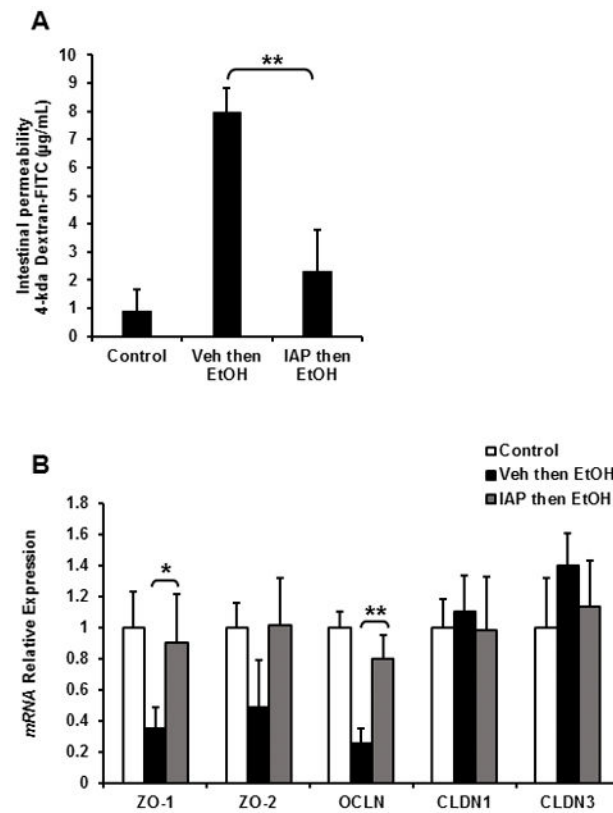 A
Intestinal permeability
4-kda Dextran-FITC (µg/mL)
10
9
8
7
6
5
4
3
2
1
0
**
Control
Veh then
EtOH
IAP then
EtOH
B
Control
Veh then EtOH
IAP then EtOH
mRNA Relative Expression
1.8
1.6
1.4
1.2
1
0.8
0.6
0.4
0.2
0
*
**
ZO-1
ZO-2
OCLN
CLDN1
CLDN3